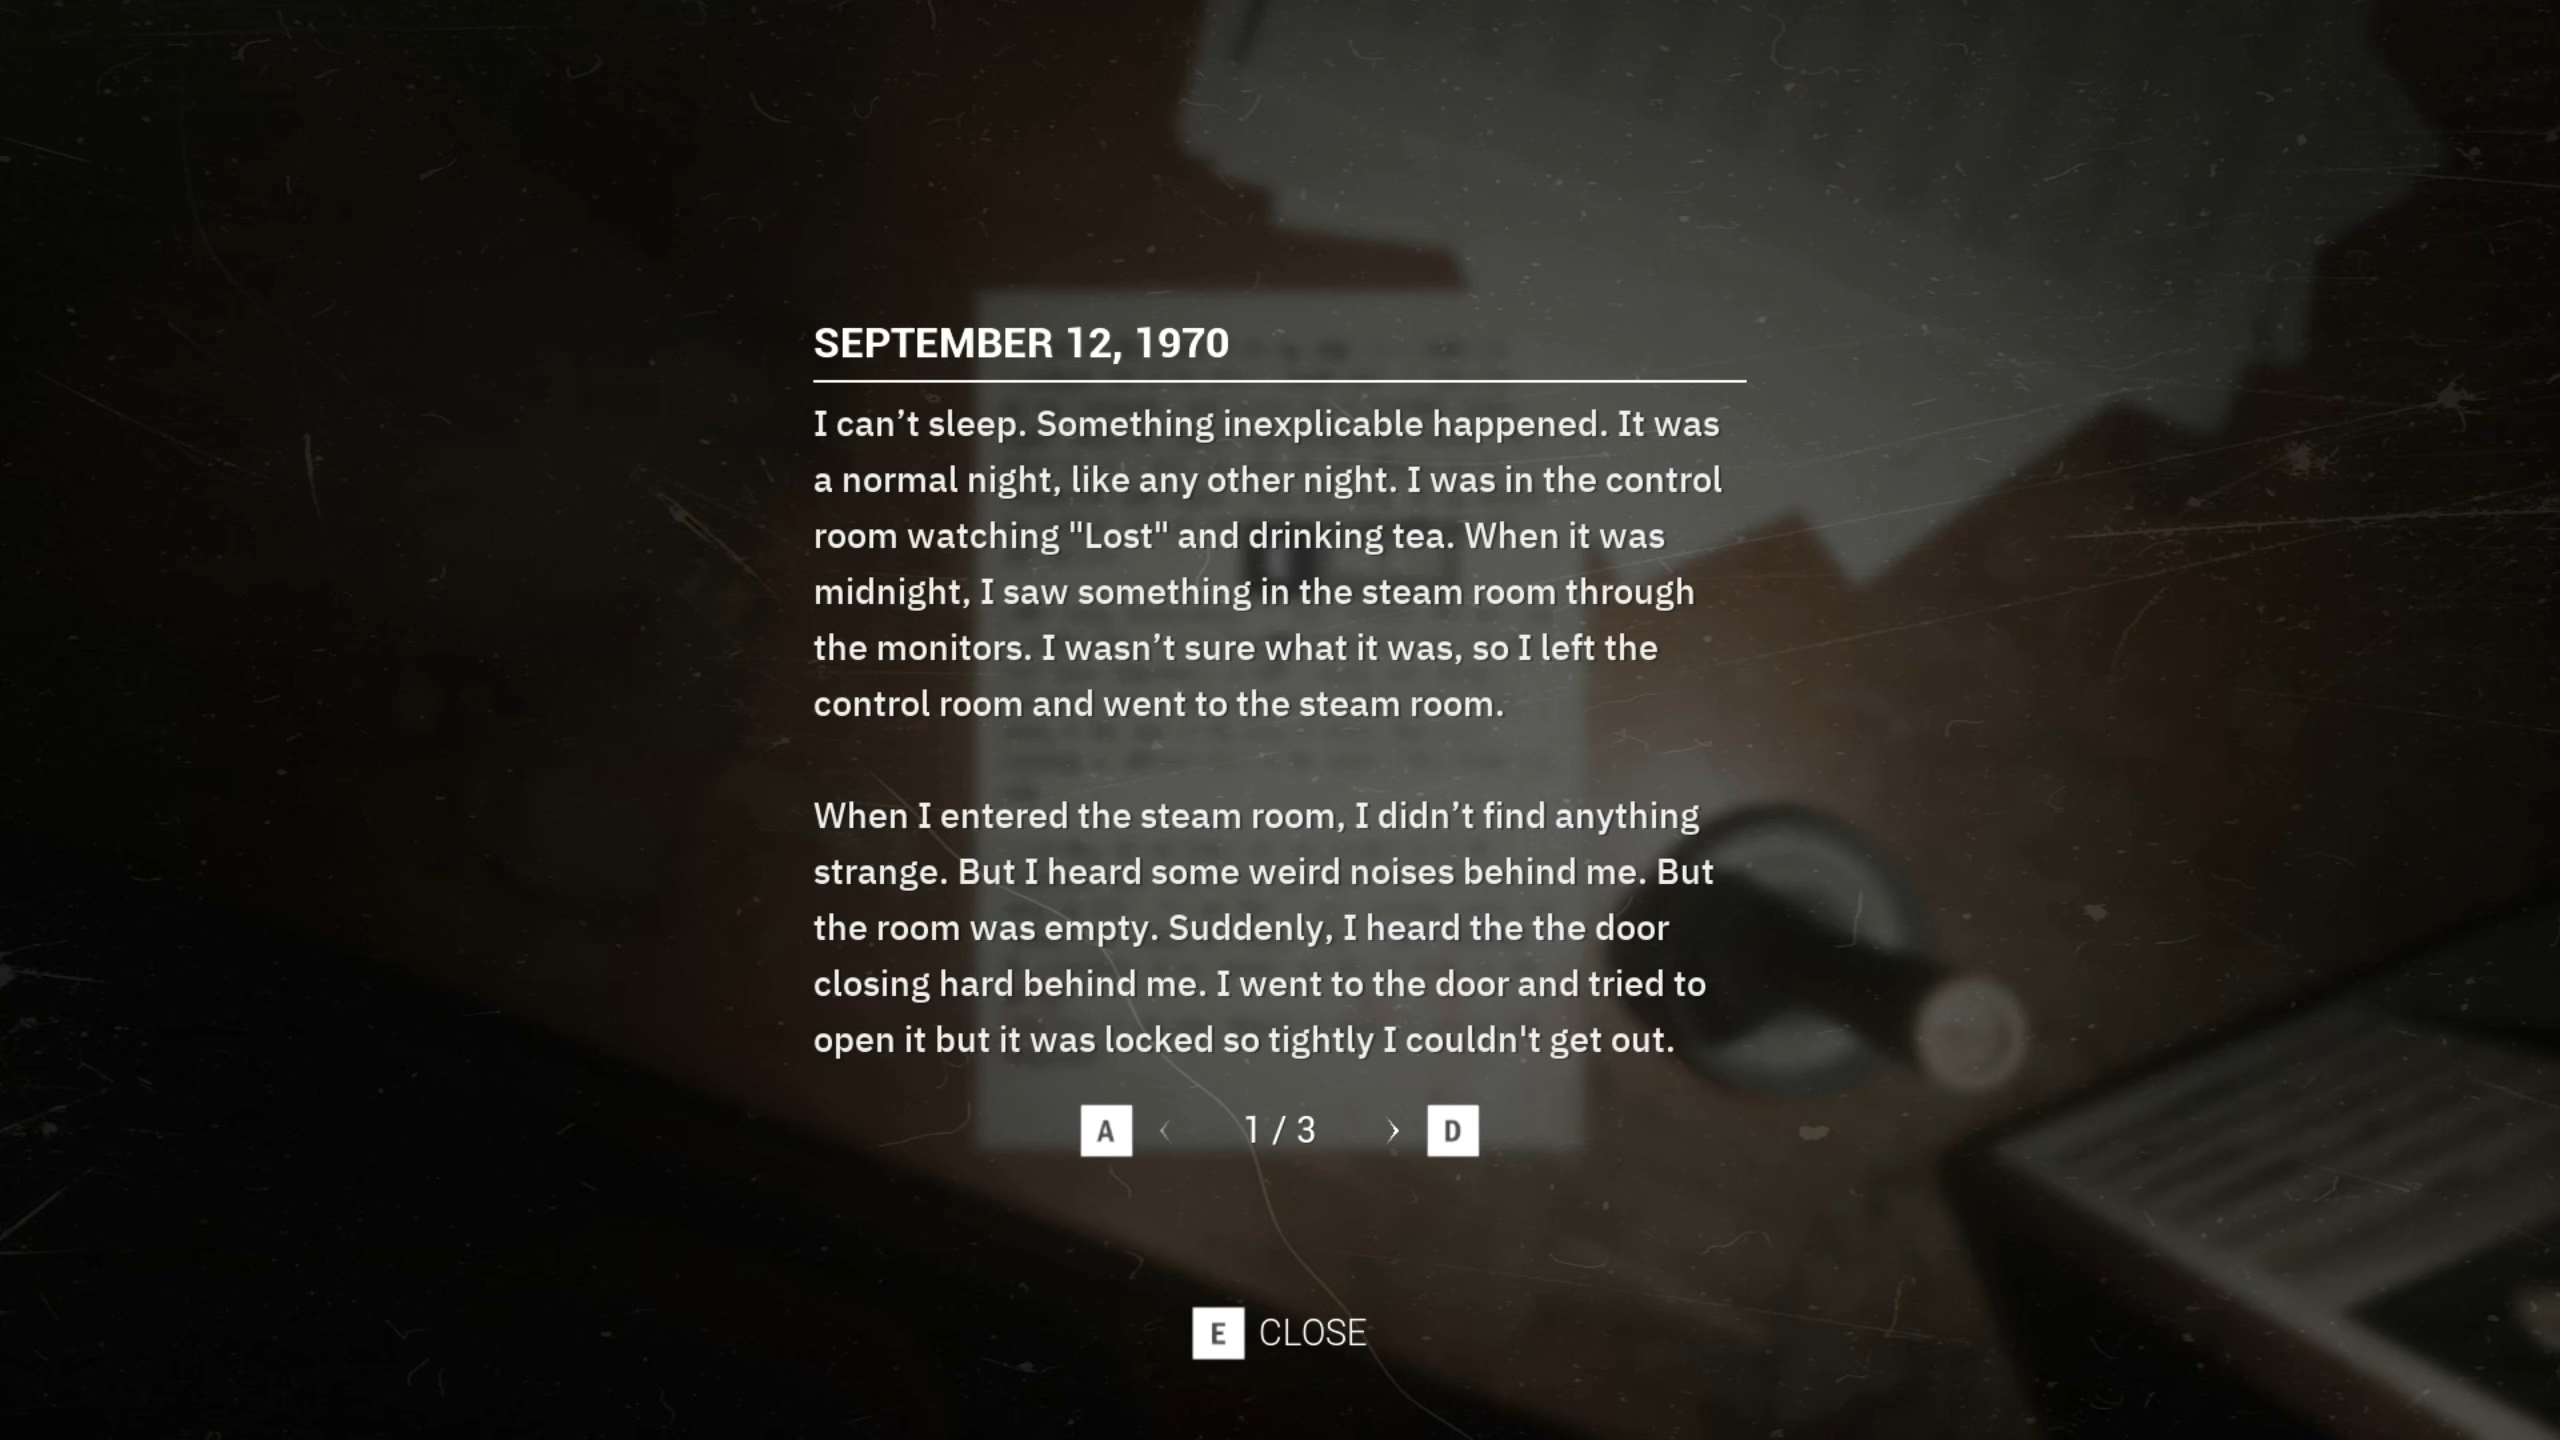 SEPTEMBER 12, 1970
I can’t sleep. Something inexplicable happened. It was
a normal night, like any other night. I was in the control
room watching "Lost" and drinking tea. When it was
midnight, I saw something in the steam room through
the monitors. I wasn’t sure what it was, so I left the
control room and went to the steam room.
When I entered the steam room, I didn’t find anything
strange. But I heard some weird noises behind me. But
the room was empty. Suddenly, I heard the the door
closing hard behind me. I went to the door and tried to
open it but it was locked so tightly I couldn't get out.
A ‹ 1 / 3 › D
E CLOSE